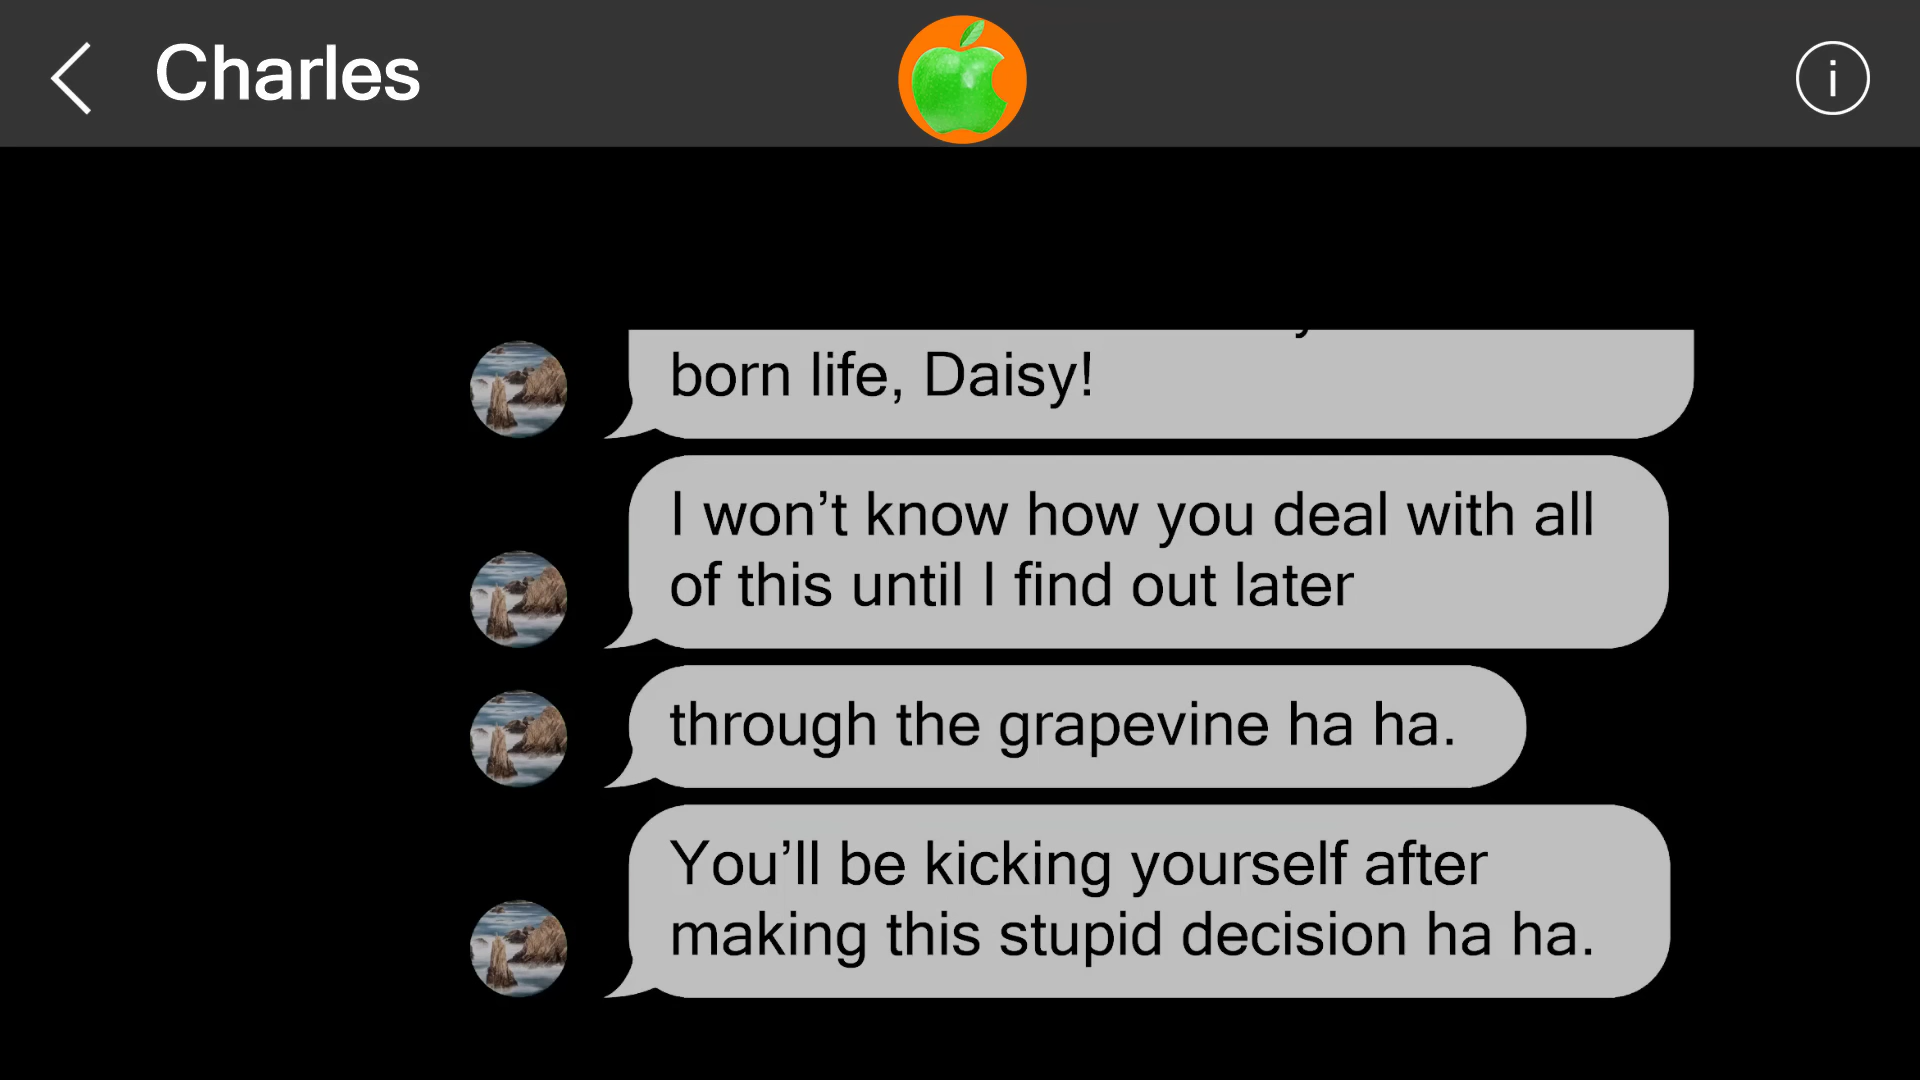 Charles
i
born life, Daisy!
I won’t know how you deal with all
of this until I find out later
through the grapevine ha ha.
You’ll be kicking yourself after
making this stupid decision ha ha.